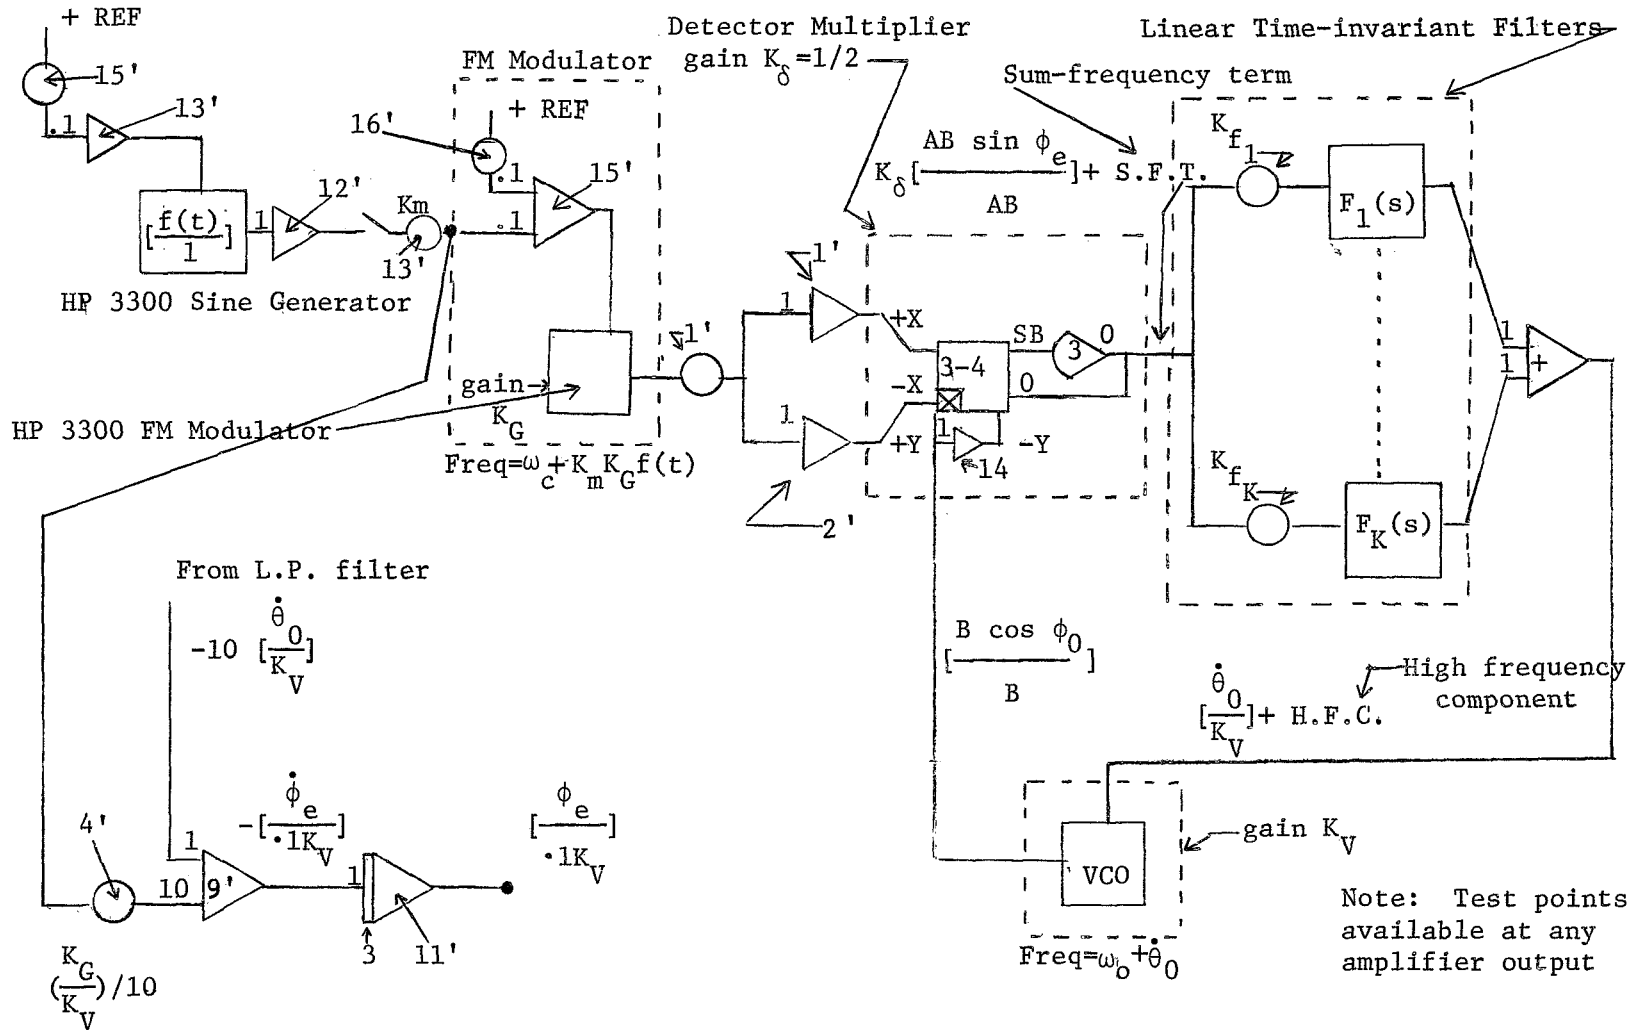 + REF
15'
.1
13'
[f(t)/1]
1
12'
Km
13'
HP 3300 Sine Generator
FM Modulator
+ REF
16'
.1
15'
.1
gain
K_G
HP 3300 FM Modulator
Freq=ω_c+K_mK_Gf(t)
Detector Multiplier
gain K_δ=1/2
Sum-frequency term
K_δ[AB sin ϕ_e/AB]+ S.F.T.
Linear Time-invariant Filters
1'
1'
1
1
2'
+X
-X
+Y
-Y
3-4
SB
3
0
0
1
14
K_f1
F_1(s)
K_fK
F_K(s)
1
1
+
[B cos ϕ_0/B]
[θ̇_0/K_V]+ H.F.C.
High frequency
component
gain K_V
VCO
Freq=ω_o+θ̇_0
From L.P. filter
-10 [θ̇_0/K_V]
4'
1
10
9'
(K_G/K_V)/10
-[ϕ̇_e/.1K_V]
1
3
11'
[ϕ_e/.1K_V]
Note: Test points
available at any
amplifier output